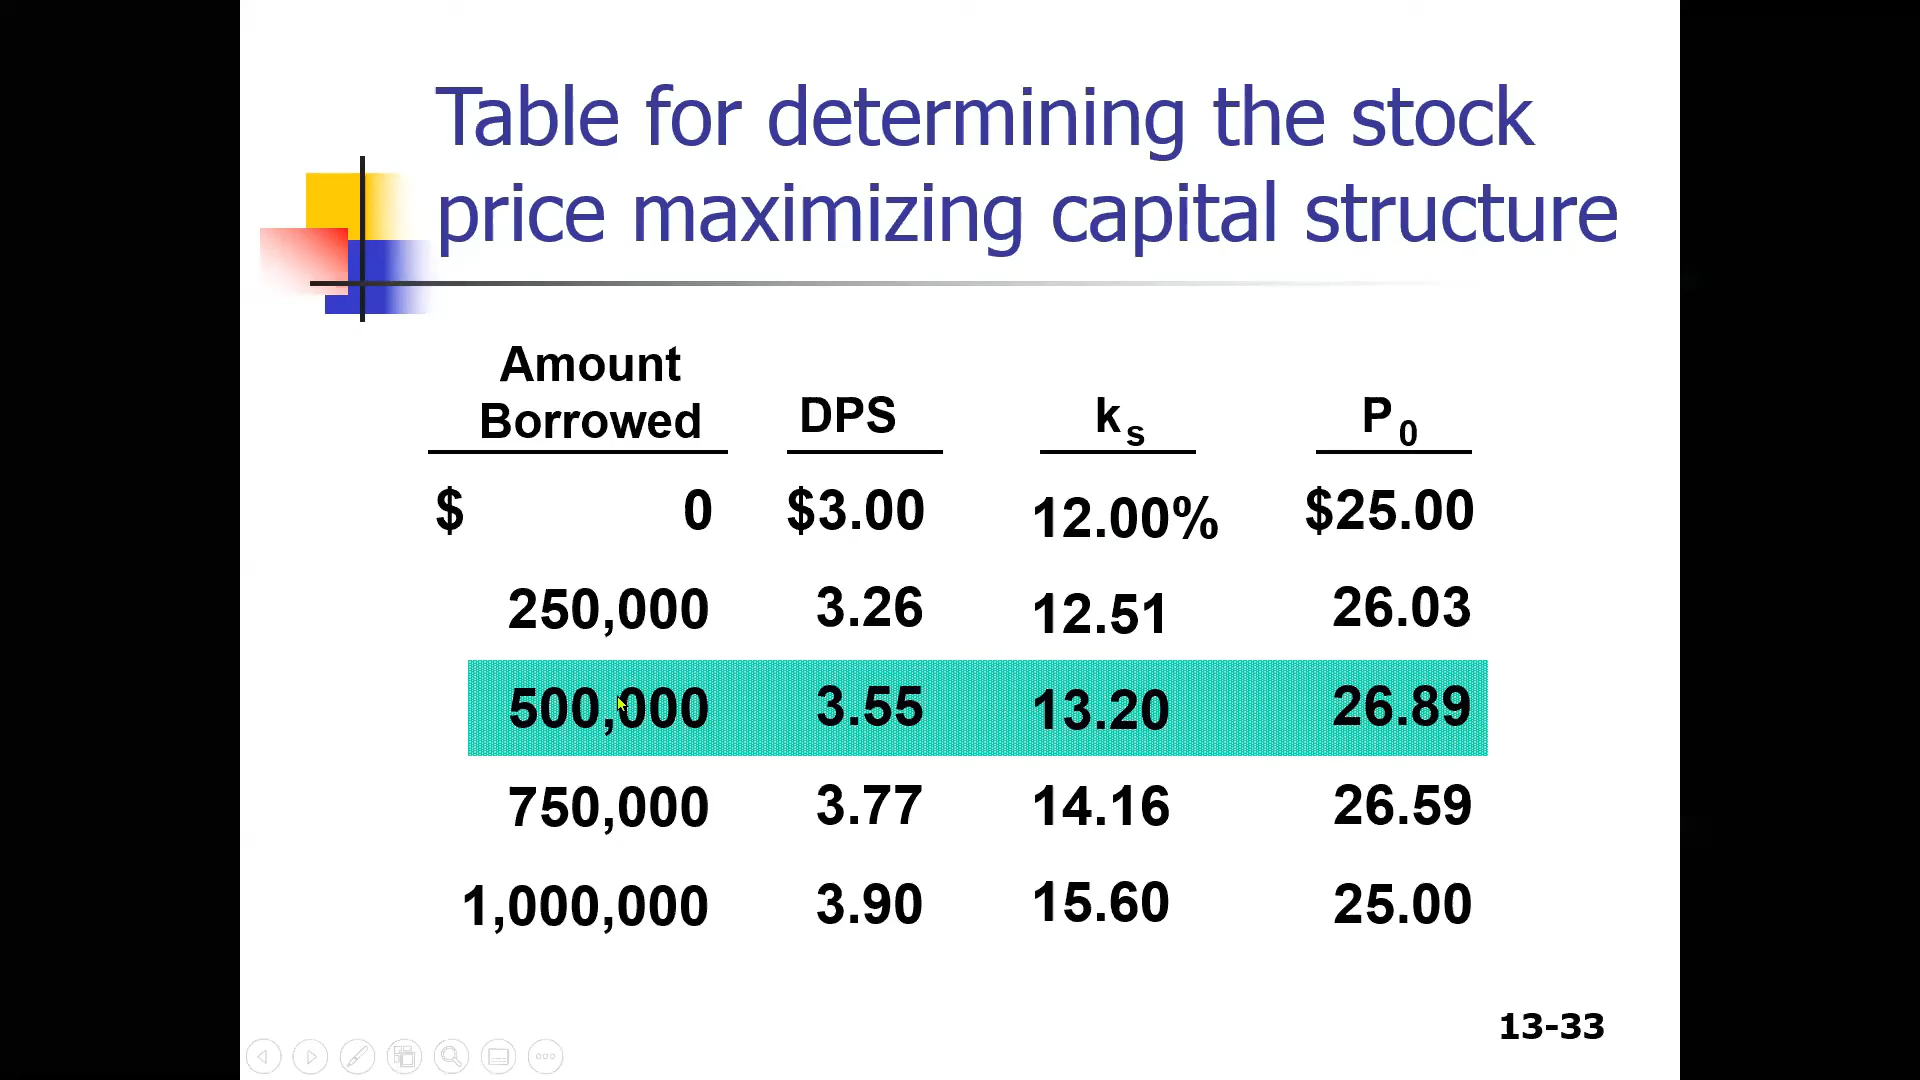 Table for determining the stock
price maximizing capital structure
Amount
Borrowed DPS ks P0
$ 0 $3.00 12.00% $25.00
250,000 3.26 12.51 26.03
500,000 3.55 13.20 26.89
750,000 3.77 14.16 26.59
1,000,000 3.90 15.60 25.00
13-33